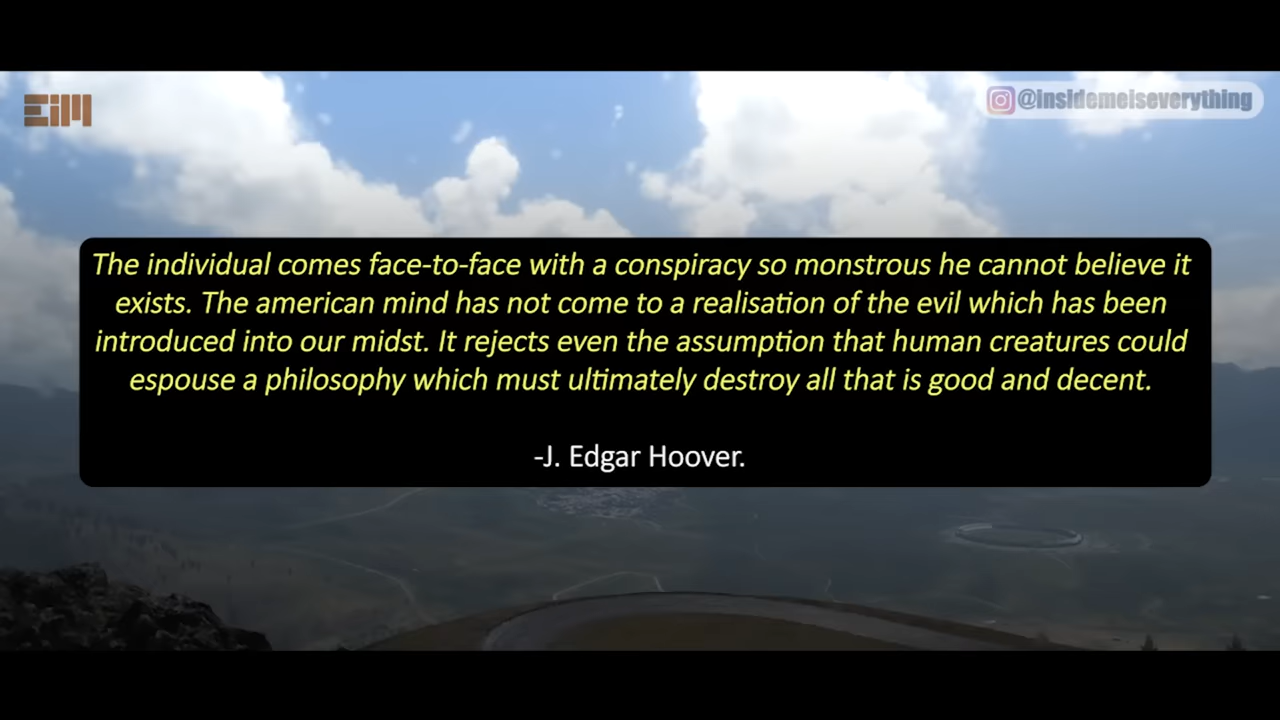 EiM
@insidemeiseverything
The individual comes face-to-face with a conspiracy so monstrous he cannot believe it
exists. The american mind has not come to a realisation of the evil which has been
introduced into our midst. It rejects even the assumption that human creatures could
espouse a philosophy which must ultimately destroy all that is good and decent.
-J. Edgar Hoover.